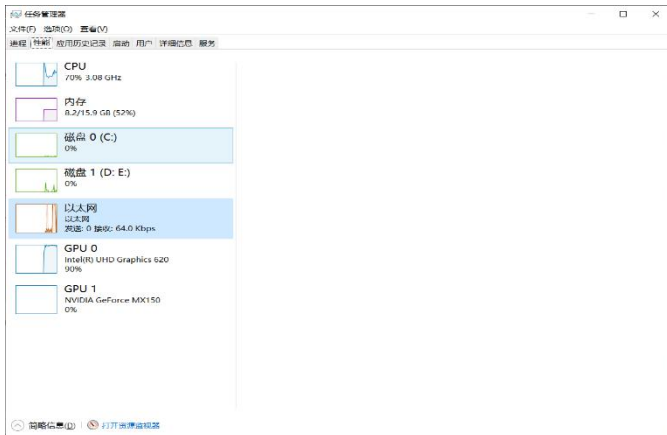 任务管理器
文件(F) 选项(O) 查看(V)
进程 性能 应用历史记录 启动 用户 详细信息 服务
CPU
70% 3.08 GHz
内存
8.2/15.9 GB (52%)
磁盘 0 (C:)
0%
磁盘 1 (D: E:)
0%
以太网
以太网
发送: 0 接收: 64.0 Kbps
GPU 0
Intel(R) UHD Graphics 620
90%
GPU 1
NVIDIA GeForce MX150
0%
简略信息(D) 打开资源监视器